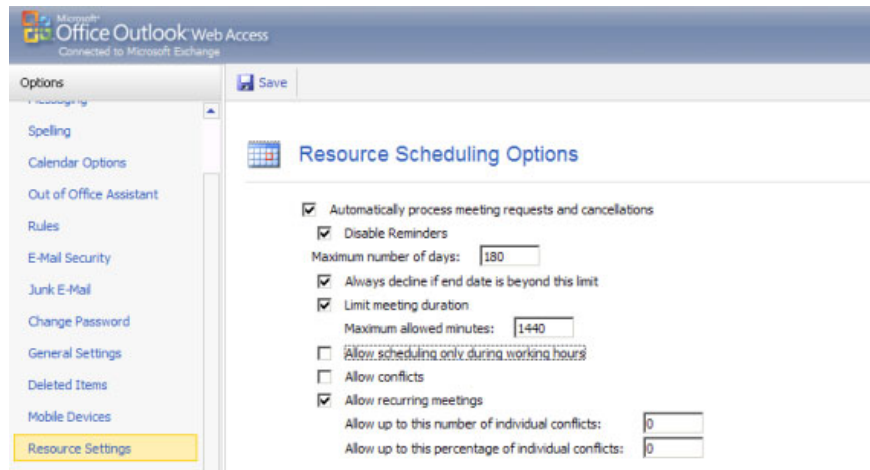 Microsoft
Office Outlook Web Access
Connected to Microsoft Exchange
Options
Save
Messaging
Spelling
Calendar Options
Out of Office Assistant
Rules
E-Mail Security
Junk E-Mail
Change Password
General Settings
Deleted Items
Mobile Devices
Resource Settings
Resource Scheduling Options
Automatically process meeting requests and cancellations
Disable Reminders
Maximum number of days: 180
Always decline if end date is beyond this limit
Limit meeting duration
Maximum allowed minutes: 1440
Allow scheduling only during working hours
Allow conflicts
Allow recurring meetings
Allow up to this number of individual conflicts: 0
Allow up to this percentage of individual conflicts: 0